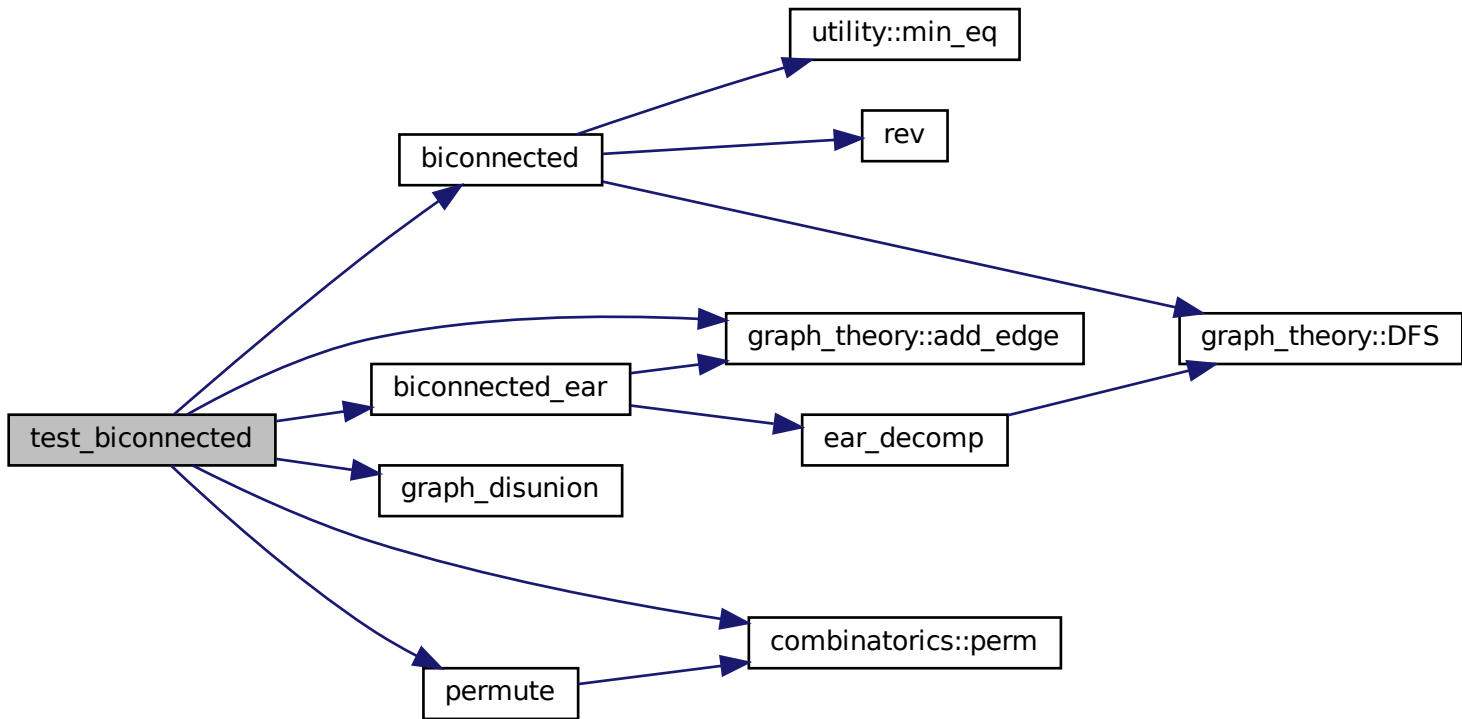 utility::min_eq
rev
biconnected
graph_theory::add_edge
graph_theory::DFS
biconnected_ear
test_biconnected
ear_decomp
graph_disunion
combinatorics::perm
permute